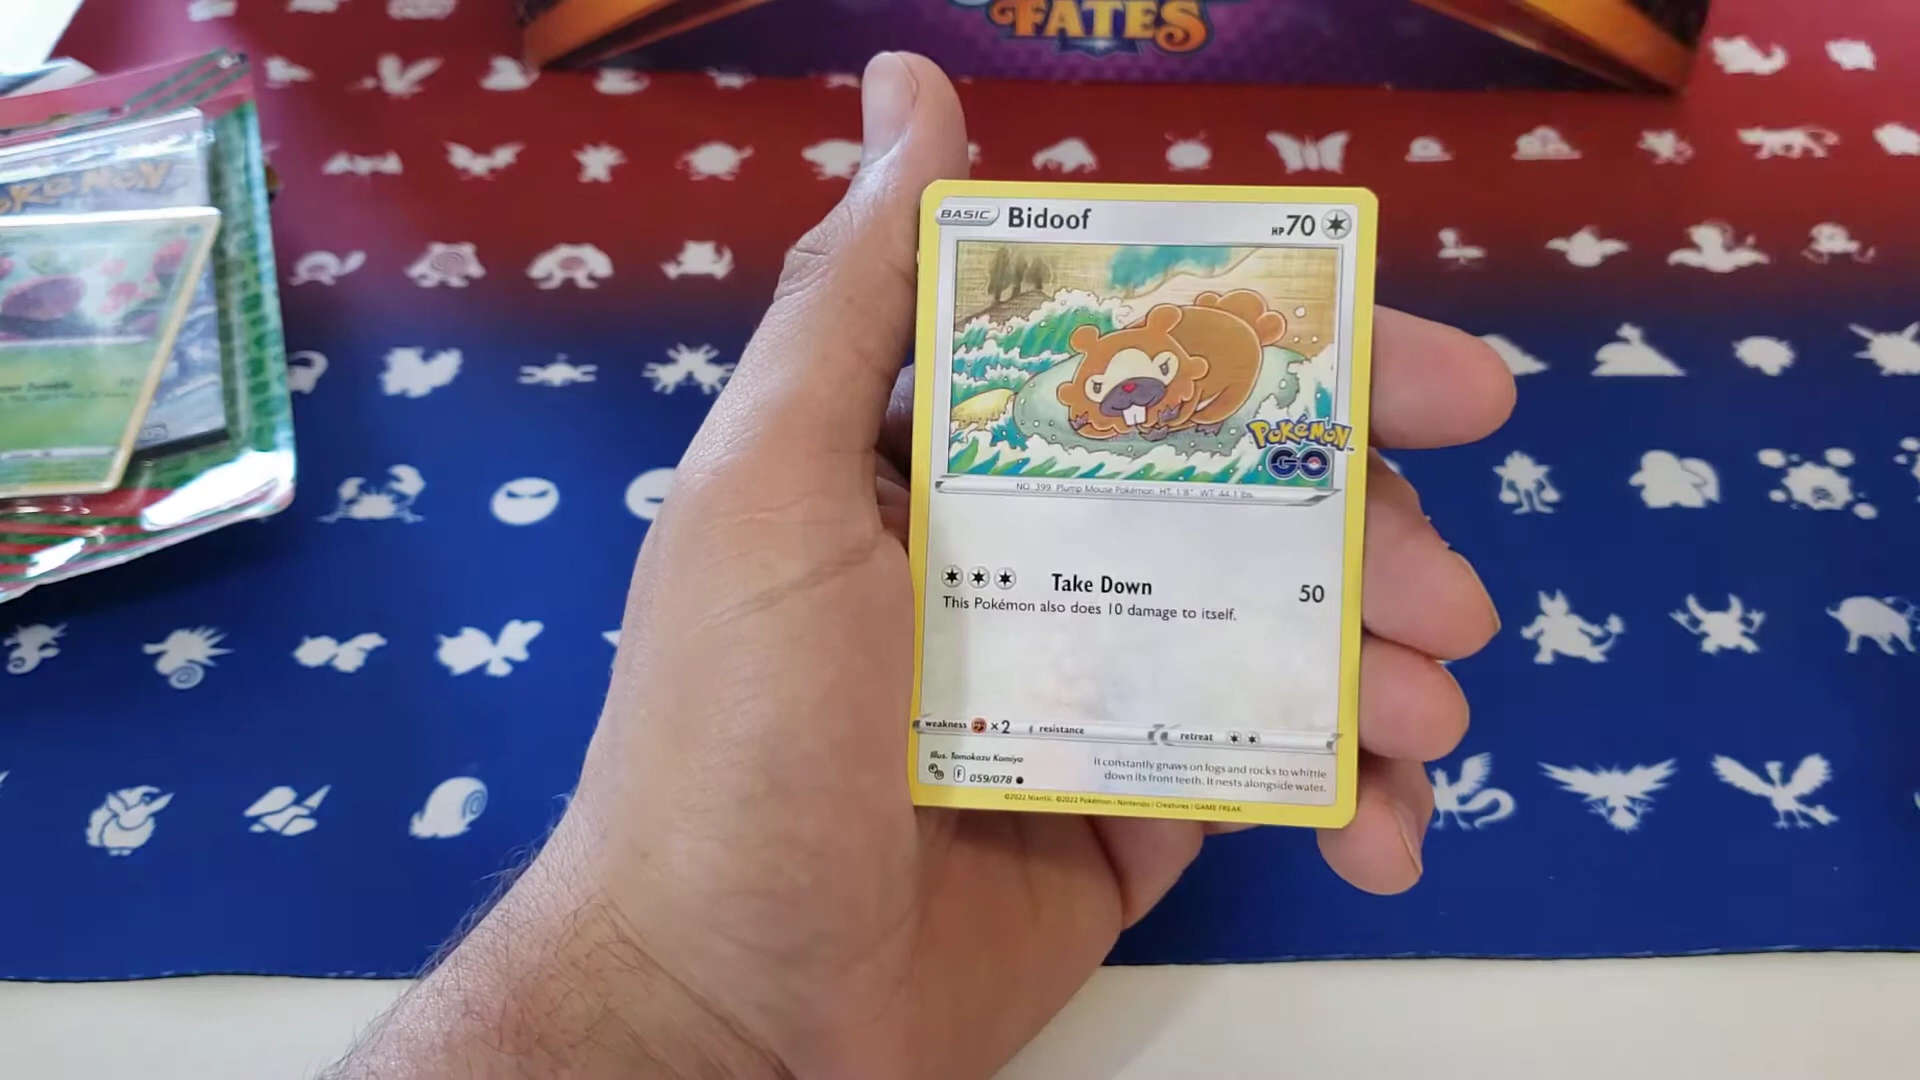 FATES
POKÉMON
BASIC Bidoof HP 70
Pokémon
GO
NO. 399 Plump Mouse Pokémon HT: 1'8" WT: 44.1 lbs.
Take Down 50
This Pokémon also does 10 damage to itself.
weakness ×2 resistance retreat
Illus. Tomokazu Komiya
F 059/078
It constantly gnaws on logs and rocks to whittle
down its front teeth. It nests alongside water.
©2022 Niantic. ©2022 Pokémon / Nintendo / Creatures / GAME FREAK.